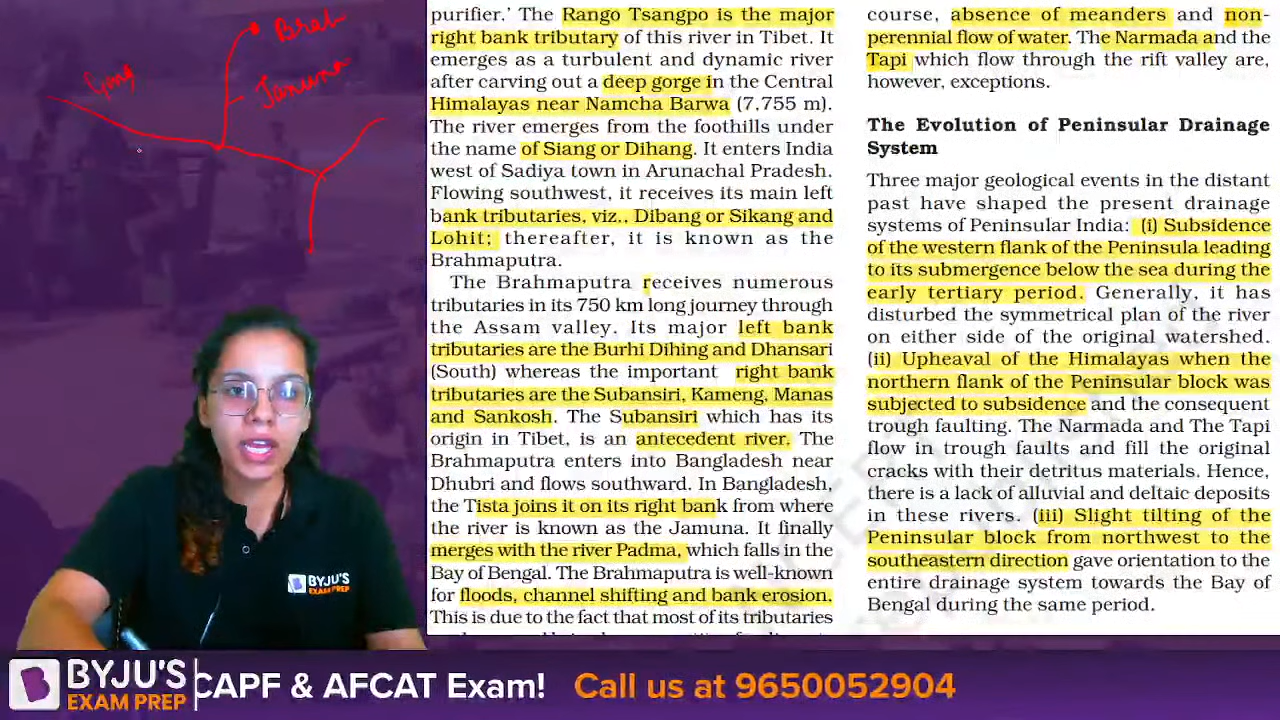 Gang
Brah
Jamuna
purifier.' The Rango Tsangpo is the major
right bank tributary of this river in Tibet. It
emerges as a turbulent and dynamic river
after carving out a deep gorge in the Central
Himalayas near Namcha Barwa (7,755 m).
The river emerges from the foothills under
the name of Siang or Dihang. It enters India
west of Sadiya town in Arunachal Pradesh.
Flowing southwest, it receives its main left
bank tributaries, viz., Dibang or Sikang and
Lohit; thereafter, it is known as the
Brahmaputra.
The Brahmaputra receives numerous
tributaries in its 750 km long journey through
the Assam valley. Its major left bank
tributaries are the Burhi Dihing and Dhansari
(South) whereas the important right bank
tributaries are the Subansiri, Kameng, Manas
and Sankosh. The Subansiri which has its
origin in Tibet, is an antecedent river. The
Brahmaputra enters into Bangladesh near
Dhubri and flows southward. In Bangladesh,
the Tista joins it on its right bank from where
the river is known as the Jamuna. It finally
merges with the river Padma, which falls in the
Bay of Bengal. The Brahmaputra is well-known
for floods, channel shifting and bank erosion.
This is due to the fact that most of its tributaries
course, absence of meanders and non-
perennial flow of water. The Narmada and the
Tapi which flow through the rift valley are,
however, exceptions.
The Evolution of Peninsular Drainage
System
Three major geological events in the distant
past have shaped the present drainage
systems of Peninsular India: (i) Subsidence
of the western flank of the Peninsula leading
to its submergence below the sea during the
early tertiary period. Generally, it has
disturbed the symmetrical plan of the river
on either side of the original watershed.
(ii) Upheaval of the Himalayas when the
northern flank of the Peninsular block was
subjected to subsidence and the consequent
trough faulting. The Narmada and The Tapi
flow in trough faults and fill the original
cracks with their detritus materials. Hence,
there is a lack of alluvial and deltaic deposits
in these rivers. (iii) Slight tilting of the
Peninsular block from northwest to the
southeastern direction gave orientation to the
entire drainage system towards the Bay of
Bengal during the same period.
BYJU'S
EXAM PREP
BYJU'S
EXAM PREP
CAPF & AFCAT Exam! Call us at 9650052904